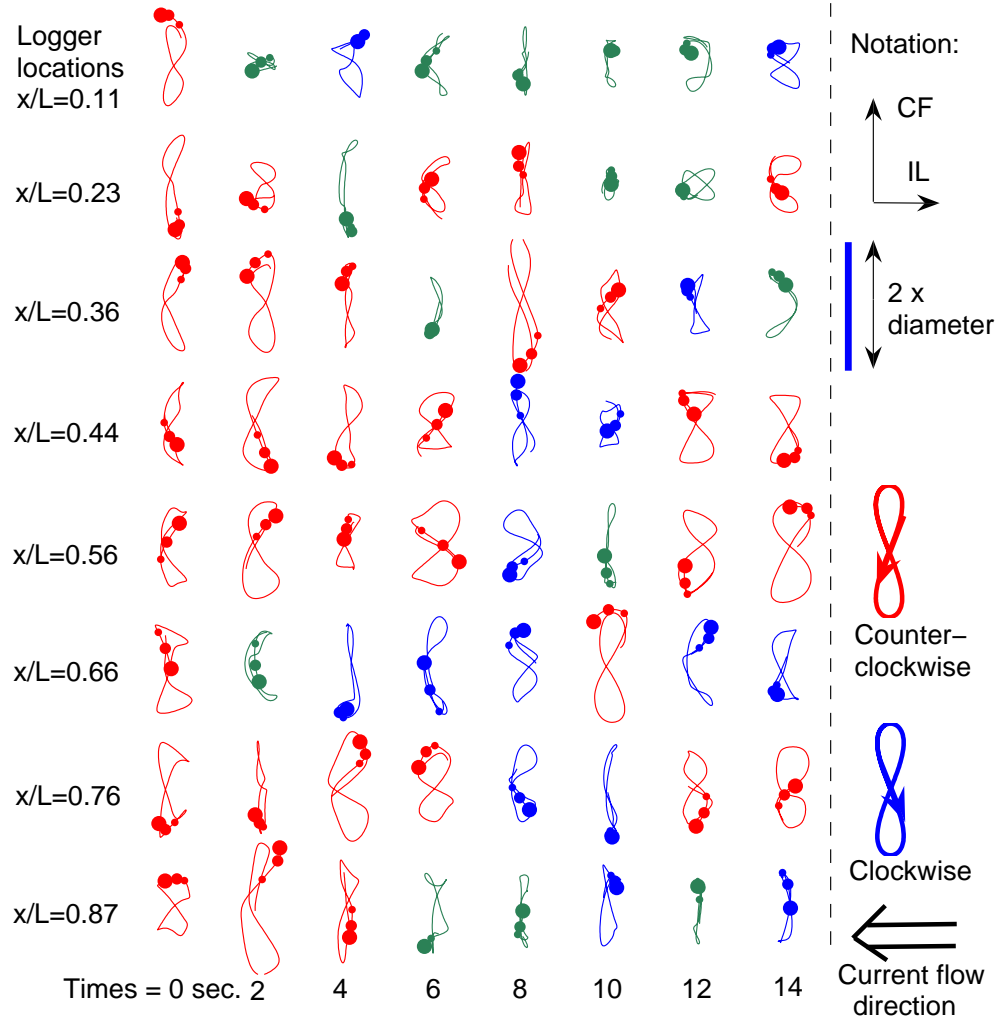 Logger
locations
x/L=0.11
x/L=0.23
x/L=0.36
x/L=0.44
x/L=0.56
x/L=0.66
x/L=0.76
x/L=0.87
Times = 0 sec. 2 4 6 8 10 12 14
Notation:
CF
IL
2 x
diameter
Counter–
clockwise
Clockwise
Current flow
direction